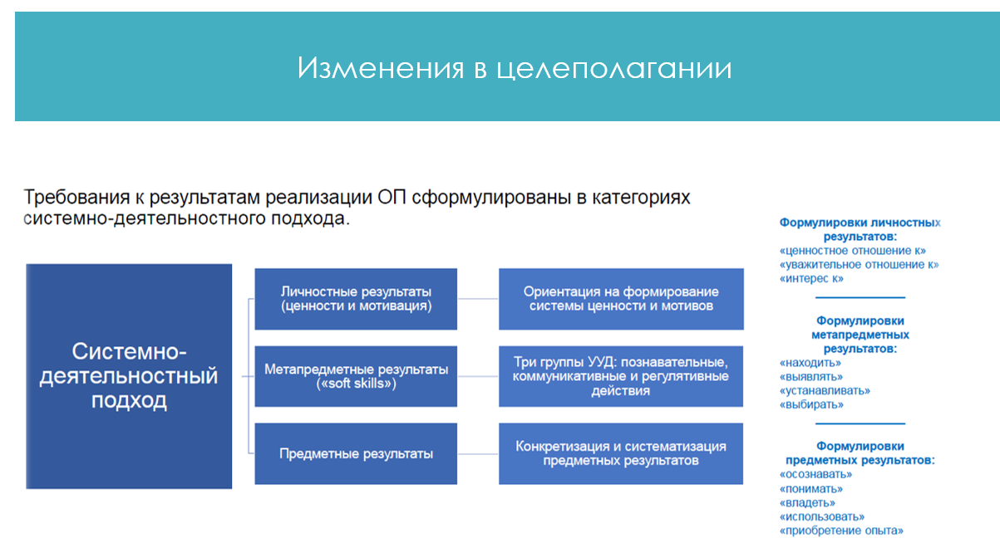 Изменения в целеполагании
Требования к результатам реализации ОП сформулированы в категориях
системно-деятельностного подхода.
Системно-
деятельностный
подход
Личностные результаты
(ценности и мотивация)
Ориентация на формирование
системы ценности и мотивов
Метапредметные результаты
(«soft skills»)
Три группы УУД: познавательные,
коммуникативные и регулятивные
действия
Предметные результаты
Конкретизация и систематизация
предметных результатов
Формулировки личностных
результатов:
«ценностное отношение к»
«уважительное отношение к»
«интерес к»
Формулировки
метапредметных
результатов:
«находить»
«выявлять»
«устанавливать»
«выбирать»
Формулировки
предметных результатов:
«осознавать»
«понимать»
«владеть»
«использовать»
«приобретение опыта»